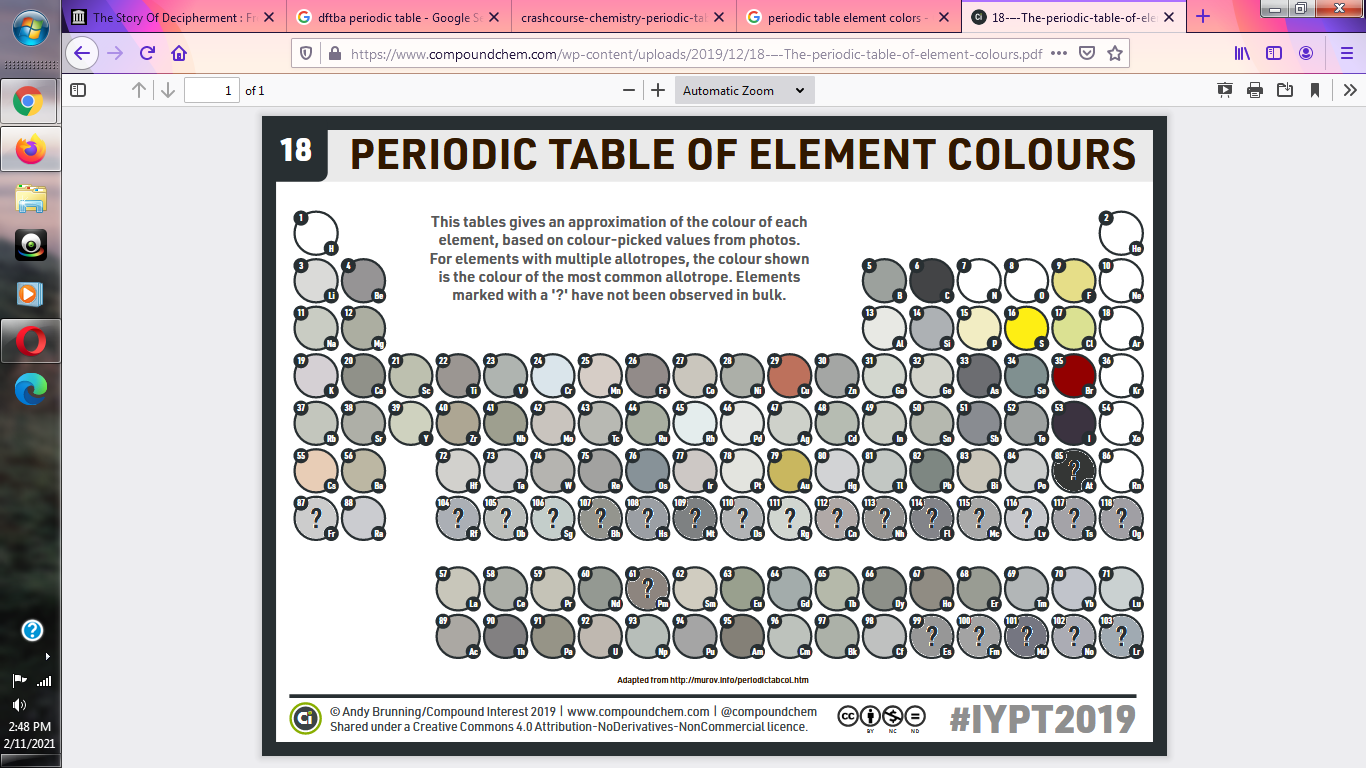 The Story Of Decipherment : Fr
dftba periodic table - Google Se
crashcourse-chemistry-periodic-tab
periodic table element colors -
Ci 18-–-The-periodic-table-of-ele
https://www.compoundchem.com/wp-content/uploads/2019/12/18-–-The-periodic-table-of-element-colours.pdf
1 of 1
Automatic Zoom
18 PERIODIC TABLE OF ELEMENT COLOURS
This tables gives an approximation of the colour of each
element, based on colour-picked values from photos.
For elements with multiple allotropes, the colour shown
is the colour of the most common allotrope. Elements
marked with a '?' have not been observed in bulk.
1 H 2 He
3 Li 4 Be 5 B 6 C 7 N 8 O 9 F 10 Ne
11 Na 12 Mg 13 Al 14 Si 15 P 16 S 17 Cl 18 Ar
19 K 20 Ca 21 Sc 22 Ti 23 V 24 Cr 25 Mn 26 Fe 27 Co 28 Ni 29 Cu 30 Zn 31 Ga 32 Ge 33 As 34 Se 35 Br 36 Kr
37 Rb 38 Sr 39 Y 40 Zr 41 Nb 42 Mo 43 Tc 44 Ru 45 Rh 46 Pd 47 Ag 48 Cd 49 In 50 Sn 51 Sb 52 Te 53 I 54 Xe
55 Cs 56 Ba 72 Hf 73 Ta 74 W 75 Re 76 Os 77 Ir 78 Pt 79 Au 80 Hg 81 Tl 82 Pb 83 Bi 84 Po 85 ? At 86 Rn
87 ? Fr 88 Ra 104 ? Rf 105 ? Db 106 ? Sg 107 ? Bh 108 ? Hs 109 ? Mt 110 ? Ds 111 ? Rg 112 ? Cn 113 ? Nh 114 ? Fl 115 ? Mc 116 ? Lv 117 ? Ts 118 ? Og
57 La 58 Ce 59 Pr 60 Nd 61 ? Pm 62 Sm 63 Eu 64 Gd 65 Tb 66 Dy 67 Ho 68 Er 69 Tm 70 Yb 71 Lu
89 Ac 90 Th 91 Pa 92 U 93 Np 94 Pu 95 Am 96 Cm 97 Bk 98 Cf 99 ? Es 100 ? Fm 101 ? Md 102 ? No 103 ? Lr
Adapted from http://murov.info/periodictabcol.htm
Ci © Andy Brunning/Compound Interest 2019 | www.compoundchem.com | @compoundchem
Shared under a Creative Commons 4.0 Attribution-NoDerivatives-NonCommercial licence.
cc BY NC ND
#IYPT2019
2:48 PM
2/11/2021